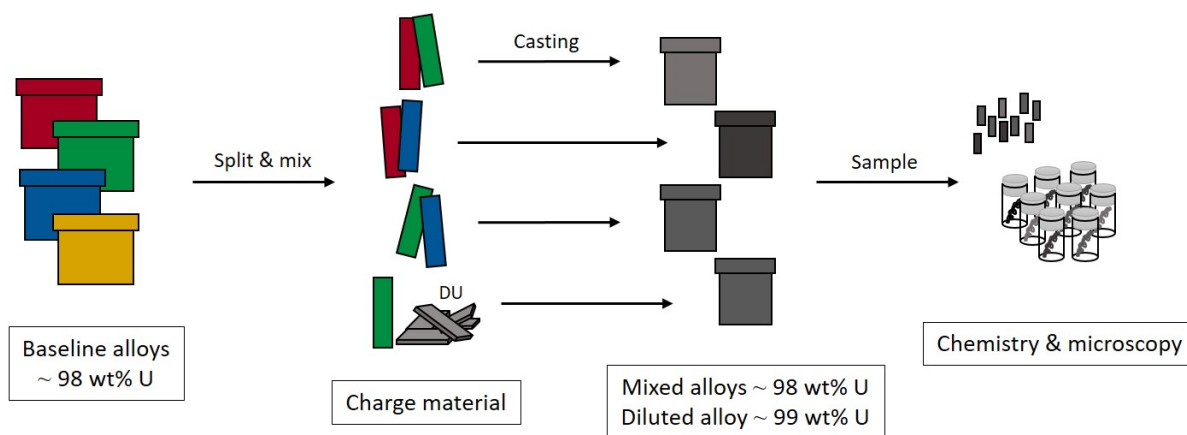 Casting
Split & mix
Sample
DU
Baseline alloys
~ 98 wt% U
Charge material
Mixed alloys ~ 98 wt% U
Diluted alloy ~ 99 wt% U
Chemistry & microscopy